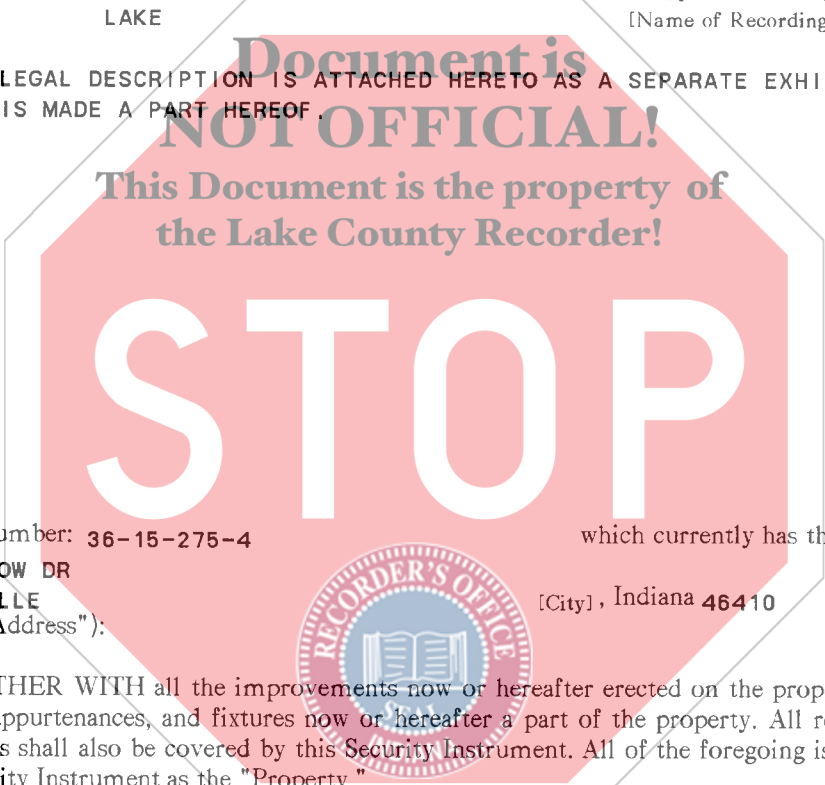 LAKE
[Name of Recording
LEGAL DESCRIPTION IS ATTACHED HERETO AS A SEPARATE EXHI
IS MADE A PART HEREOF.
Document is
NOT OFFICIAL!
This Document is the property of
the Lake County Recorder!
STOP
umber: 36-15-275-4
which currently has th
OW DR
LLE
[City], Indiana 46410
Address"):
RECORDER'S OFFICE
SEAL
THER WITH all the improvements now or hereafter erected on the prop
ppurtenances, and fixtures now or hereafter a part of the property. All r
s shall also be covered by this Security Instrument. All of the foregoing is
ity Instrument as the "Property."